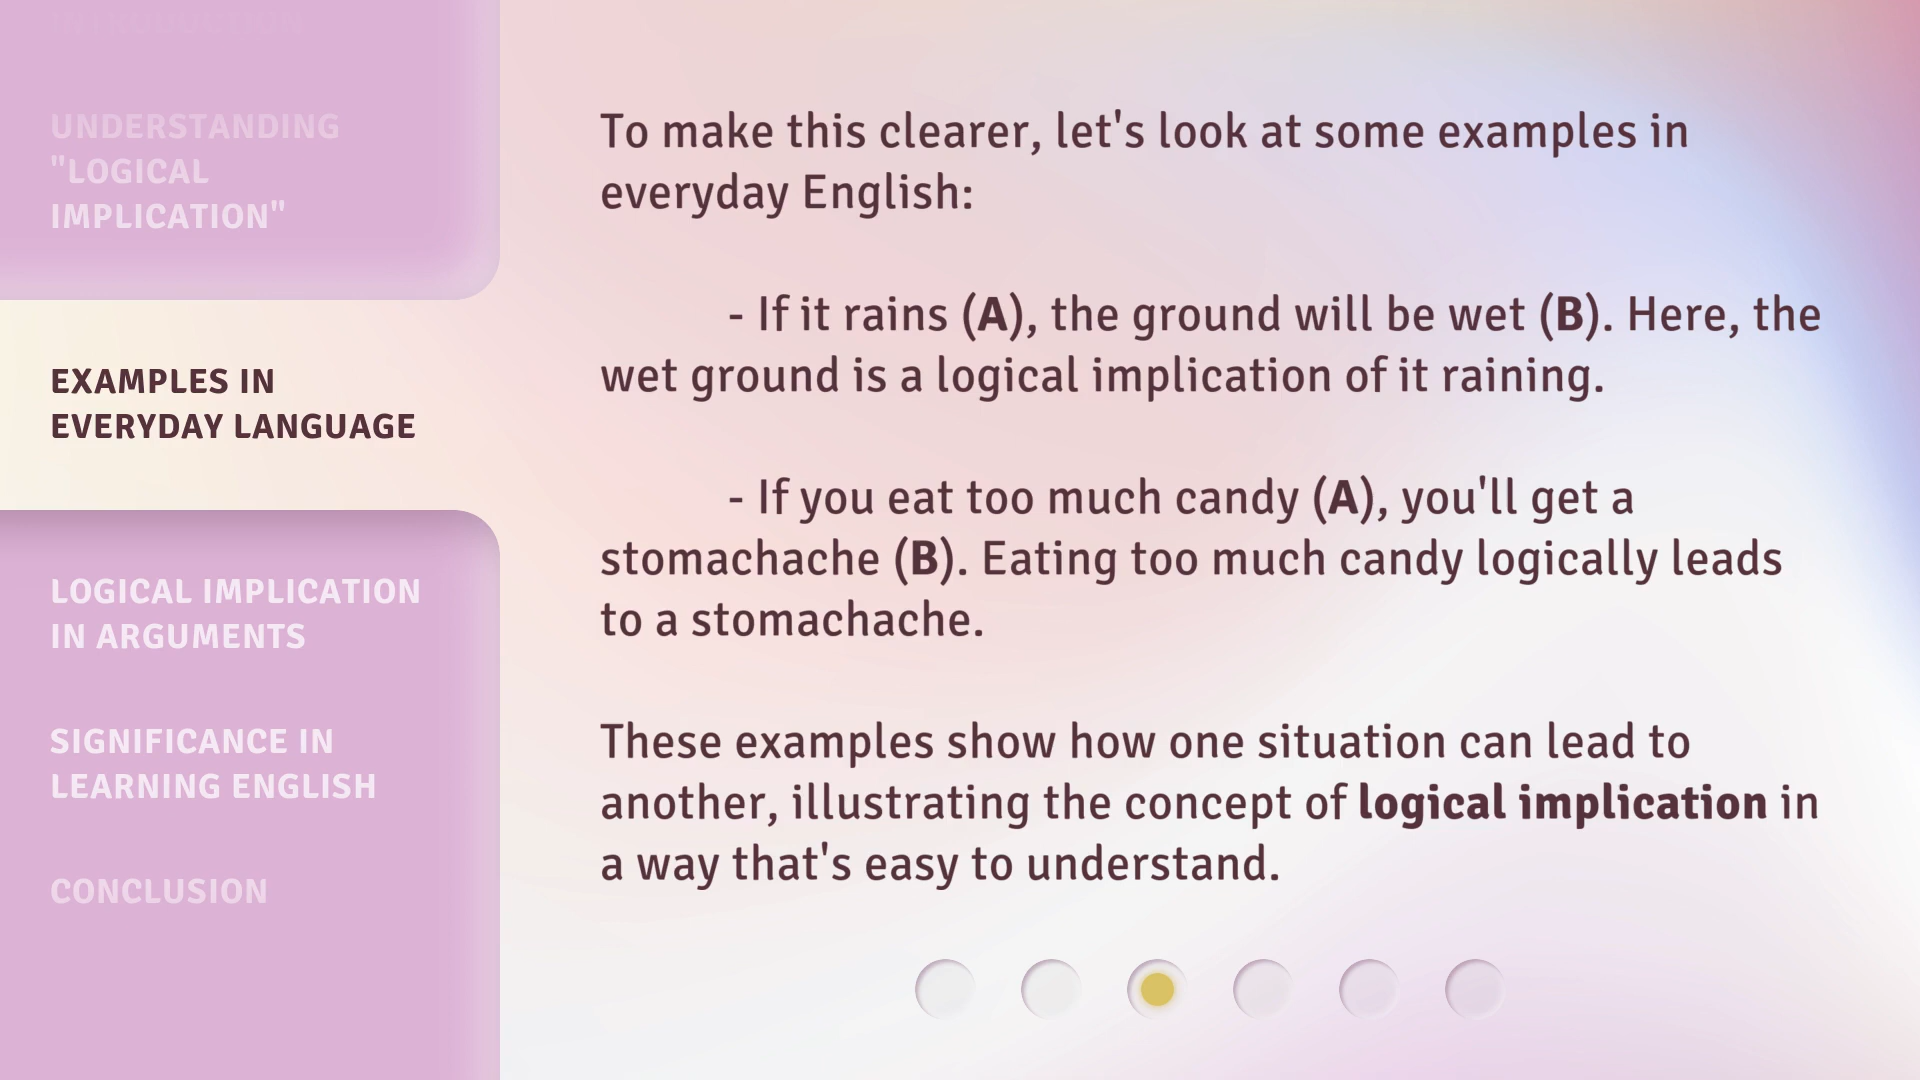 UNDERSTANDING
"LOGICAL
IMPLICATION"
EXAMPLES IN
EVERYDAY LANGUAGE
LOGICAL IMPLICATION
IN ARGUMENTS
SIGNIFICANCE IN
LEARNING ENGLISH
CONCLUSION
To make this clearer, let's look at some examples in
everyday English:
- If it rains (A), the ground will be wet (B). Here, the
wet ground is a logical implication of it raining.
- If you eat too much candy (A), you'll get a
stomachache (B). Eating too much candy logically leads
to a stomachache.
These examples show how one situation can lead to
another, illustrating the concept of logical implication in
a way that's easy to understand.